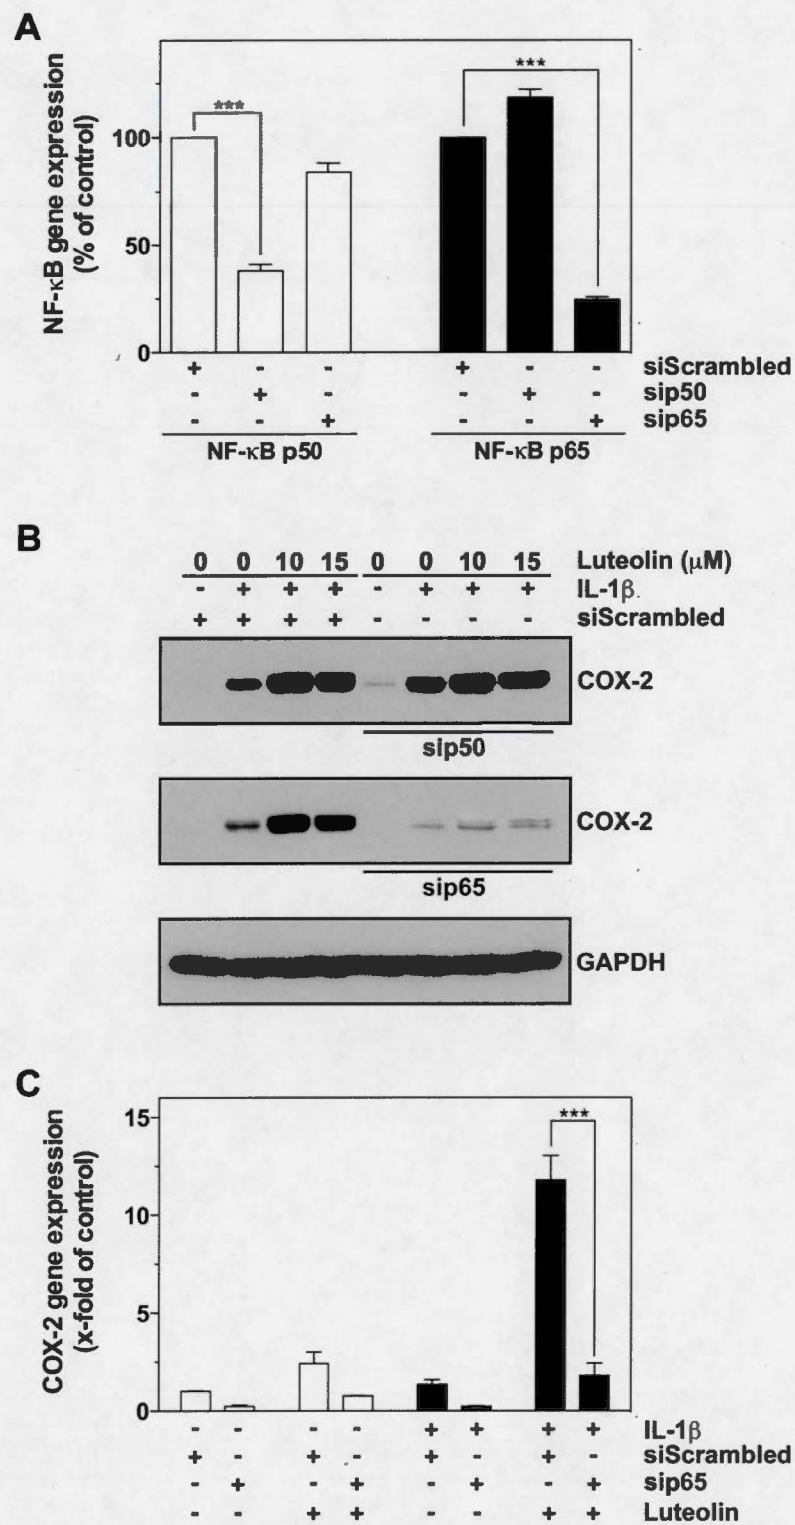 A
NF-κB gene expression
(% of control)
100
50
0
*** ***
+ - - + - - siScrambled
- + - - + - sip50
- - + - - + sip65
NF-κB p50 NF-κB p65
B
0 0 10 15 0 0 10 15 Luteolin (μM)
- + + + - + + + IL-1β.
+ + + + - - - - siScrambled
COX-2
sip50
COX-2
sip65
GAPDH
C
COX-2 gene expression
(x-fold of control)
15
10
5
0
***
- - - - + + + + IL-1β
+ - + - + - + - siScrambled
- + - + - + - + sip65
- - + + - - + + Luteolin